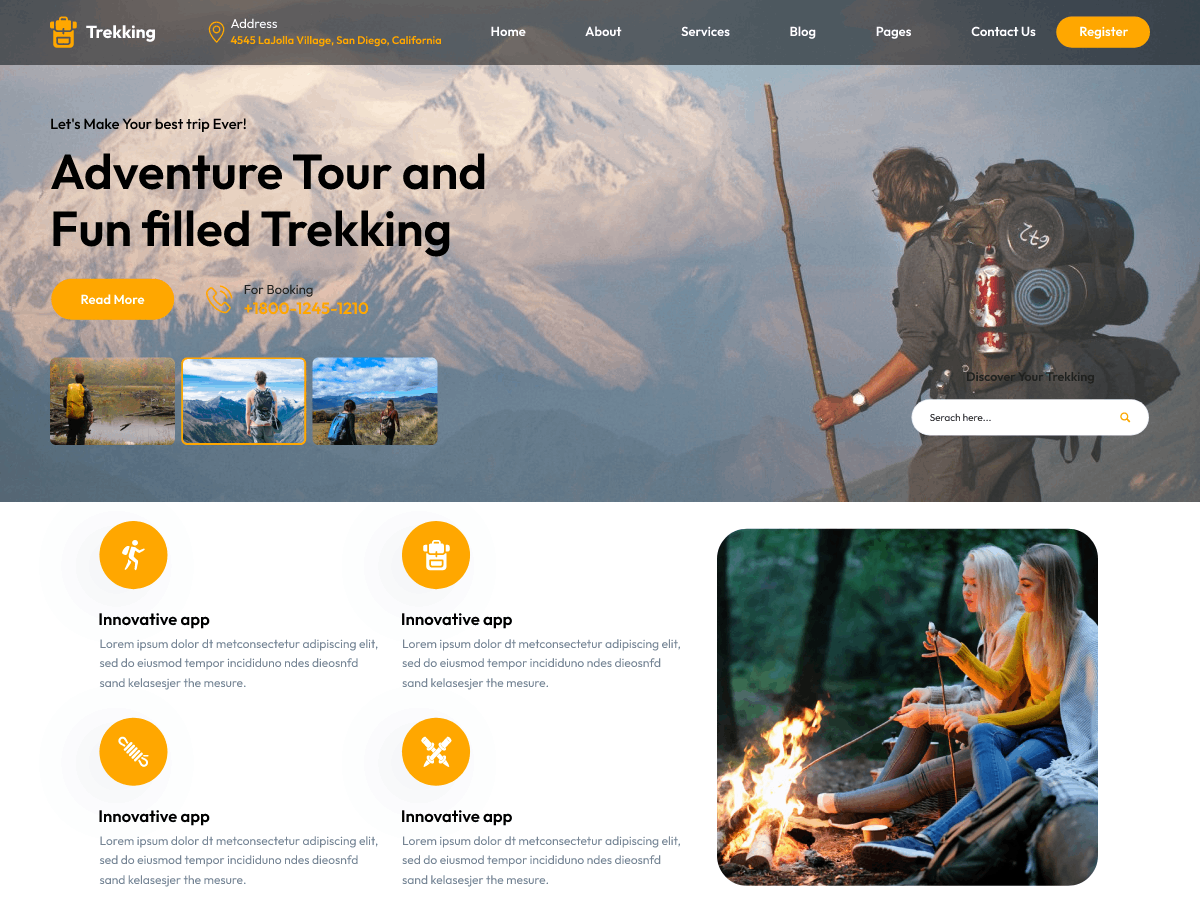 Trekking
Address
4545 LaJolla Village, San Diego, California
Home
About
Services
Blog
Pages
Contact Us
Register
Let's Make Your best trip Ever!
Adventure Tour and
Fun filled Trekking
Read More
For Booking
+1800-1245-1210
Discover Your Trekking
Serach here...
Innovative app
Lorem ipsum dolor dt metconsectetur adipiscing elit,
sed do eiusmod tempor incididuno ndes dieosnfd
sand kelasesjer the mesure.
Innovative app
Lorem ipsum dolor dt metconsectetur adipiscing elit,
sed do eiusmod tempor incididuno ndes dieosnfd
sand kelasesjer the mesure.
Innovative app
Lorem ipsum dolor dt metconsectetur adipiscing elit,
sed do eiusmod tempor incididuno ndes dieosnfd
sand kelasesjer the mesure.
Innovative app
Lorem ipsum dolor dt metconsectetur adipiscing elit,
sed do eiusmod tempor incididuno ndes dieosnfd
sand kelasesjer the mesure.